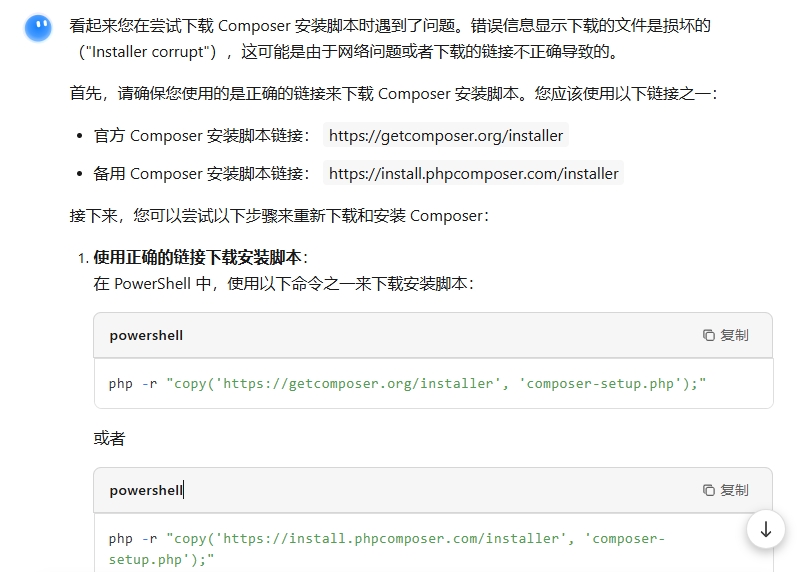 看起来您在尝试下载 Composer 安装脚本时遇到了问题。错误信息显示下载的文件是损坏的
（"Installer corrupt"），这可能是由于网络问题或者下载的链接不正确导致的。
首先，请确保您使用的是正确的链接来下载 Composer 安装脚本。您应该使用以下链接之一：
• 官方 Composer 安装脚本链接： https://getcomposer.org/installer
• 备用 Composer 安装脚本链接： https://install.phpcomposer.com/installer
接下来，您可以尝试以下步骤来重新下载和安装 Composer：
1. 使用正确的链接下载安装脚本：
在 PowerShell 中，使用以下命令之一来下载安装脚本：
powershell 复制
php -r "copy('https://getcomposer.org/installer', 'composer-setup.php');"
或者
powershell 复制
php -r "copy('https://install.phpcomposer.com/installer', 'composer-
setup.php');"